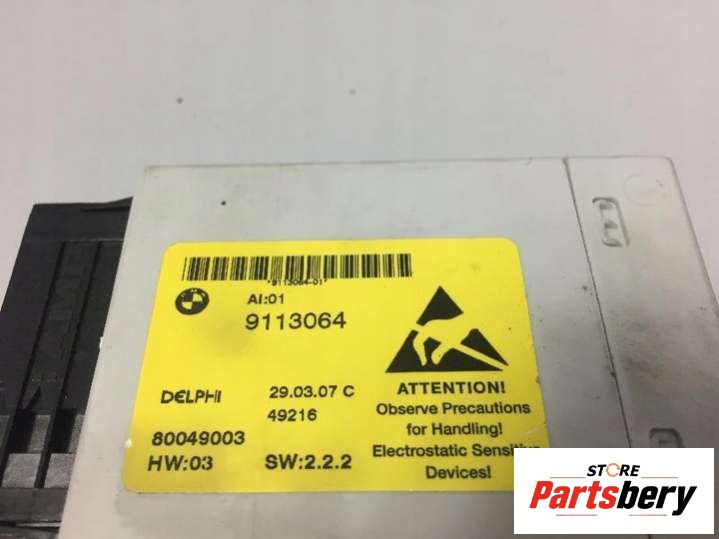 *9113064-01*
AI:01
9113064
DELPHI
29.03.07 C
49216
80049003
HW:03
SW:2.2.2
ATTENTION!
Observe Precautions
for Handling!
Electrostatic Sensitive
Devices!
STORE
Partsbery